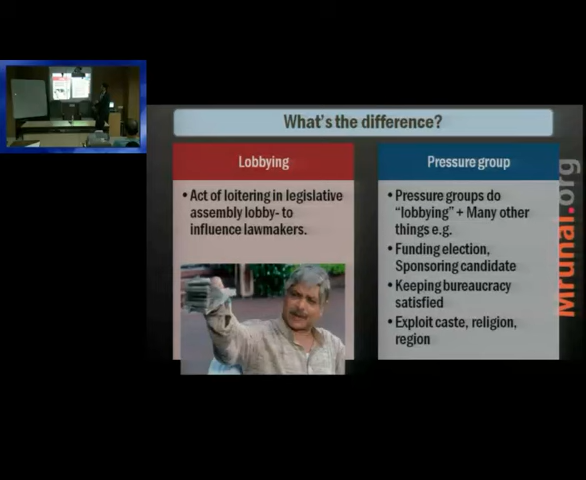 What's the difference?
Lobbying
• Act of loitering in legislative
assembly lobby- to
influence lawmakers.
Pressure group
• Pressure groups do
"lobbying" + Many other
things e.g.
• Funding election,
Sponsoring candidate
• Keeping bureaucracy
satisfied
• Exploit caste, religion,
region
Mrunal.org